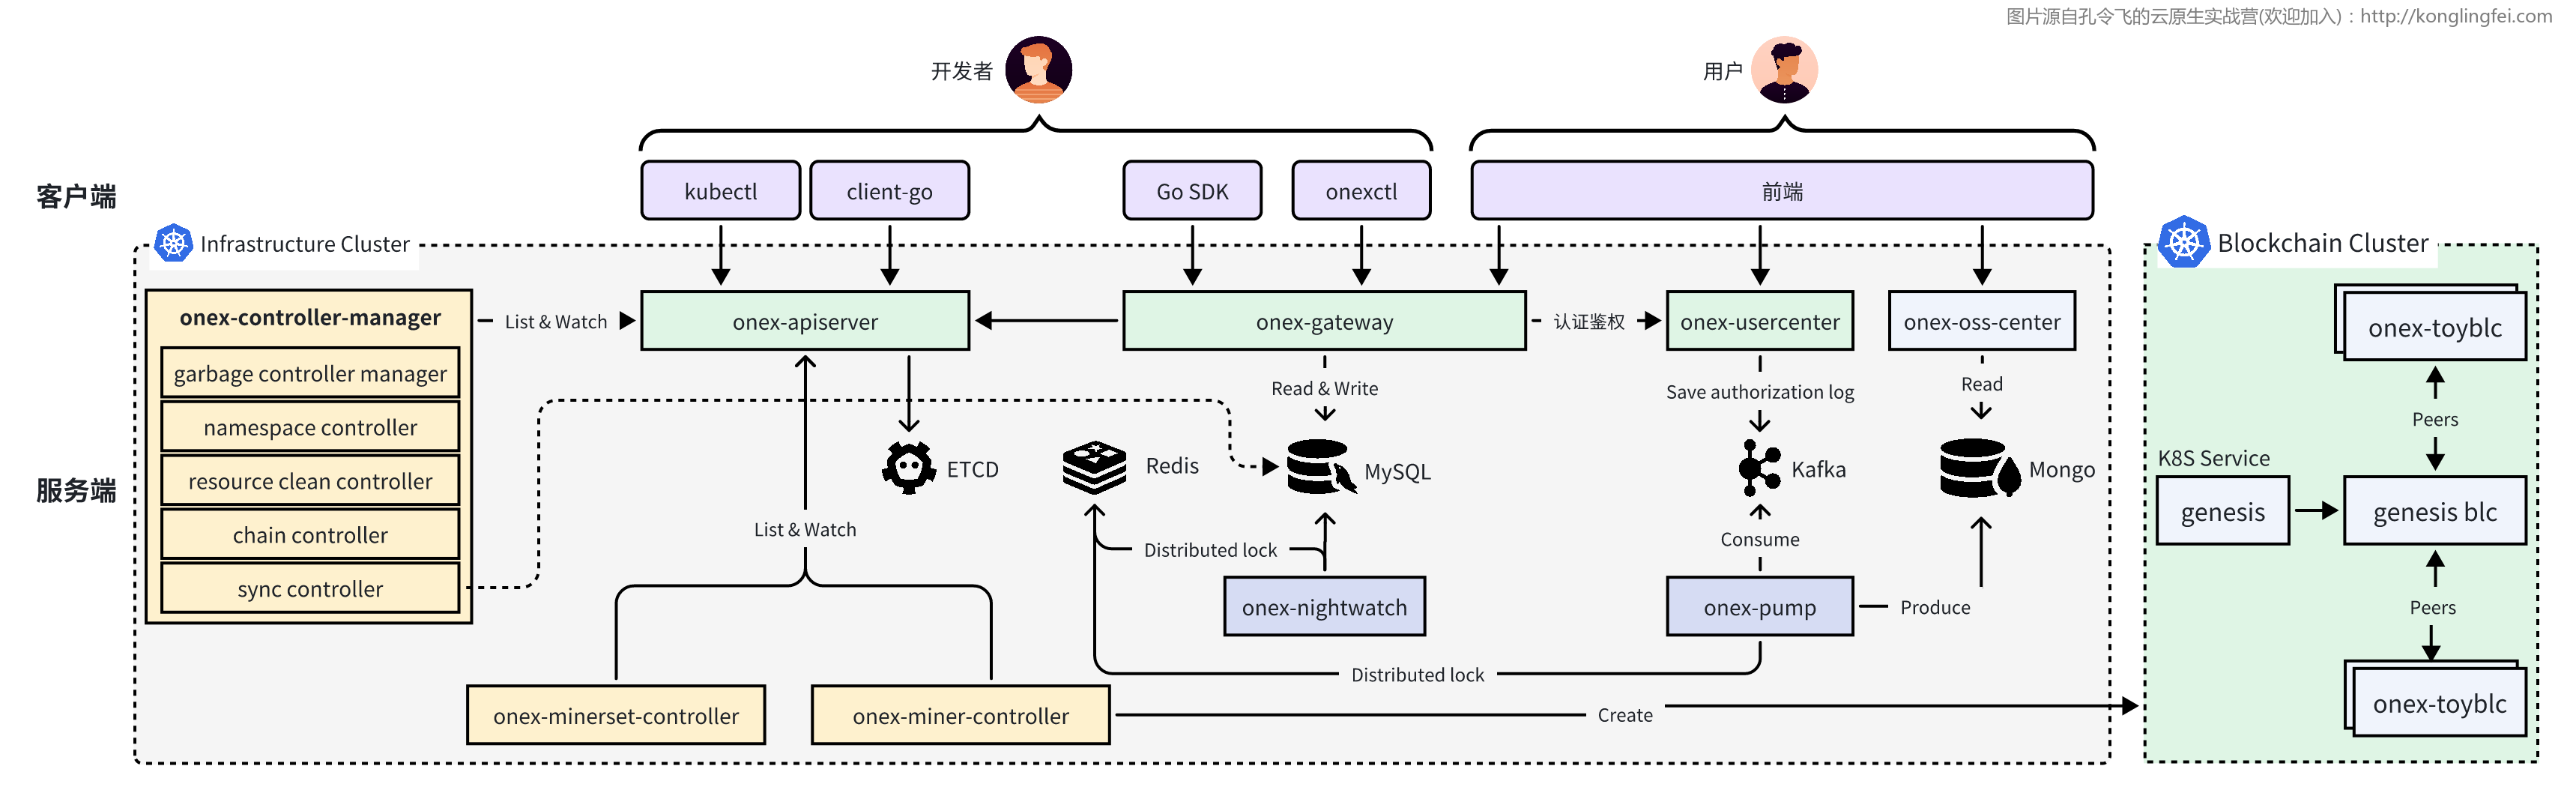 图片源自孔令飞的云原生实战营(欢迎加入)：http://konglingfei.com
开发者
用户
客户端
kubectl
client-go
Go SDK
onexctl
前端
Infrastructure Cluster
Blockchain Cluster
onex-controller-manager
List & Watch
onex-apiserver
onex-gateway
认证鉴权
onex-usercenter
onex-oss-center
onex-toyblc
garbage controller manager
namespace controller
resource clean controller
chain controller
sync controller
Read & Write
Save authorization log
Read
Peers
服务端
ETCD
Redis
MySQL
Kafka
Mongo
K8S Service
genesis
genesis blc
List & Watch
Distributed lock
Consume
onex-nightwatch
onex-pump
Produce
Peers
Distributed lock
onex-minerset-controller
onex-miner-controller
Create
onex-toyblc